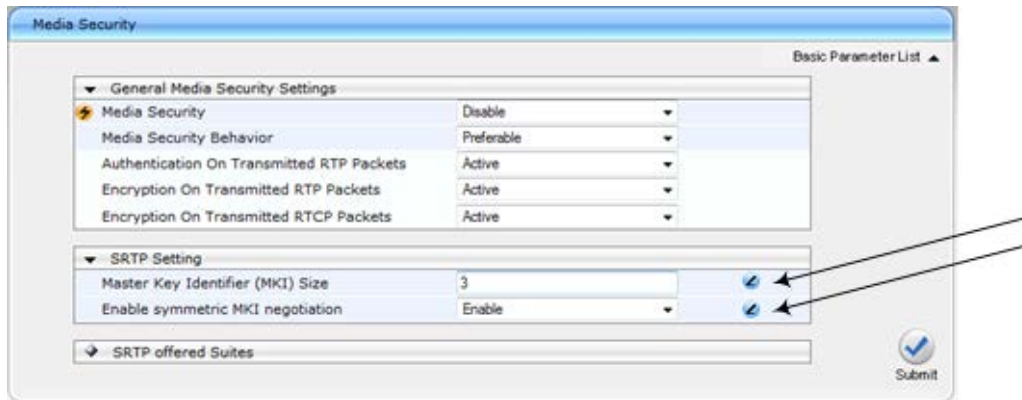 Media Security
Basic Parameter List
General Media Security Settings
Media Security Disable
Media Security Behavior Preferable
Authentication On Transmitted RTP Packets Active
Encryption On Transmitted RTP Packets Active
Encryption On Transmitted RTCP Packets Active
SRTP Setting
Master Key Identifier (MKI) Size 3
Enable symmetric MKI negotiation Enable
SRTP offered Suites
Submit